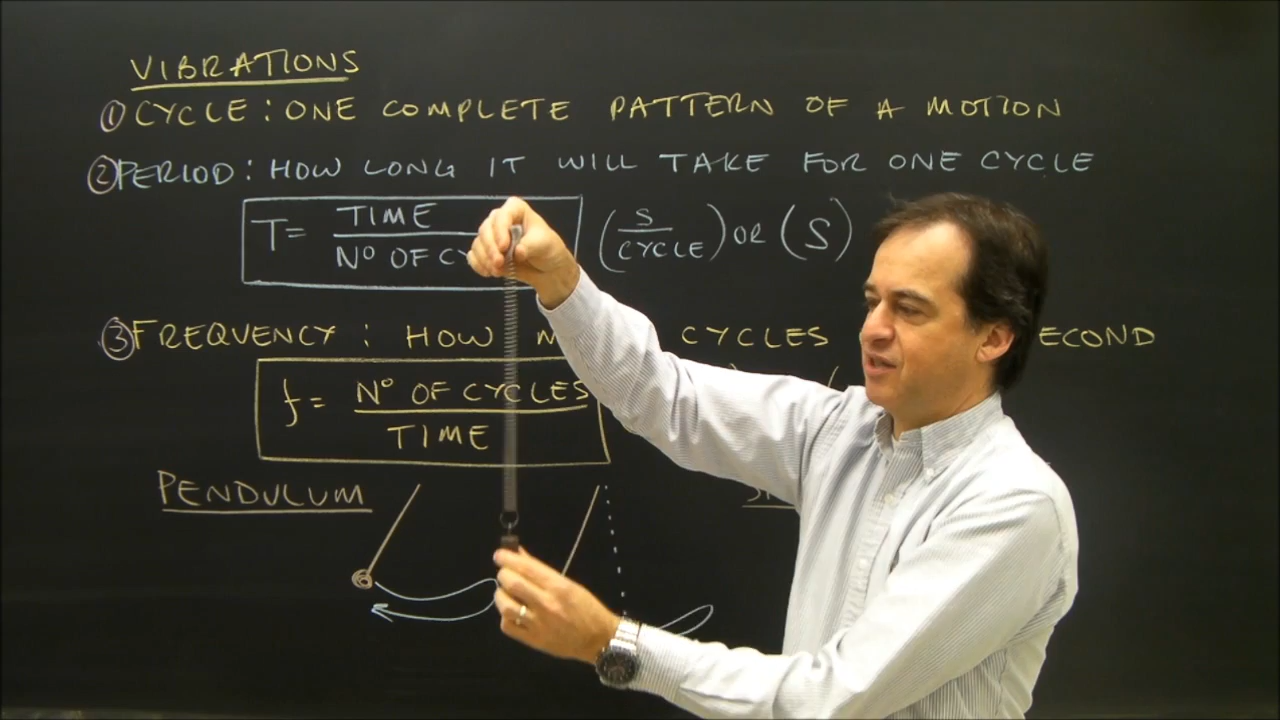 VIBRATIONS
① CYCLE: ONE COMPLETE PATTERN OF A MOTION
② PERIOD: HOW LONG IT WILL TAKE FOR ONE CYCLE
T= TIME
Nº OF CY (S/CYCLE) OR (S)
③ FREQUENCY: HOW CYCLES ECOND
f= Nº OF CYCLES
TIME
PENDULUM